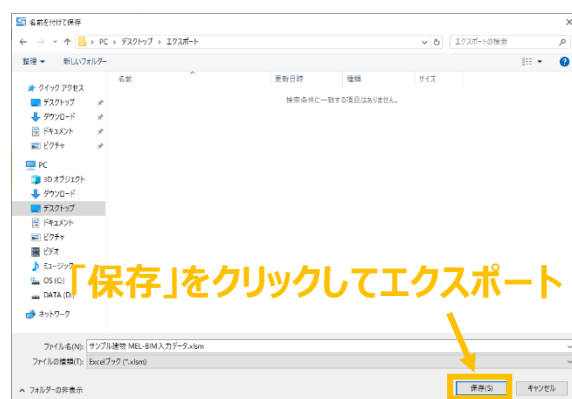 名前を付けて保存
PC › デスクトップ › エクスポート
エクスポートの検索
整理 新しいフォルダー
名前 更新日時 種類 サイズ
検索条件に一致する項目はありません。
クイック アクセス
デスクトップ
ダウンロード
ドキュメント
ピクチャ
PC
3D オブジェクト
ダウンロード
デスクトップ
ドキュメント
ピクチャ
ビデオ
ミュージック
OS (C:)
DATA (D:)
ネットワーク
「保存」をクリックしてエクスポート
ファイル名(N): サンプル建物 MEL-BIM入力データ.xlsm
ファイルの種類(T): Excelブック (*.xlsm)
フォルダーの非表示
保存(S) キャンセル